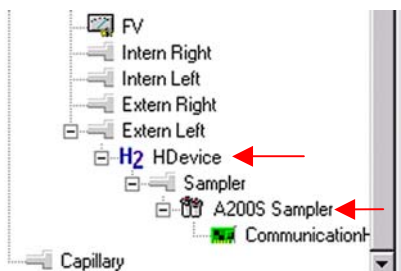 FV
Intern Right
Intern Left
Extern Right
Extern Left
H2 HDevice
Sampler
A200S Sampler
CommunicationH
Capillary